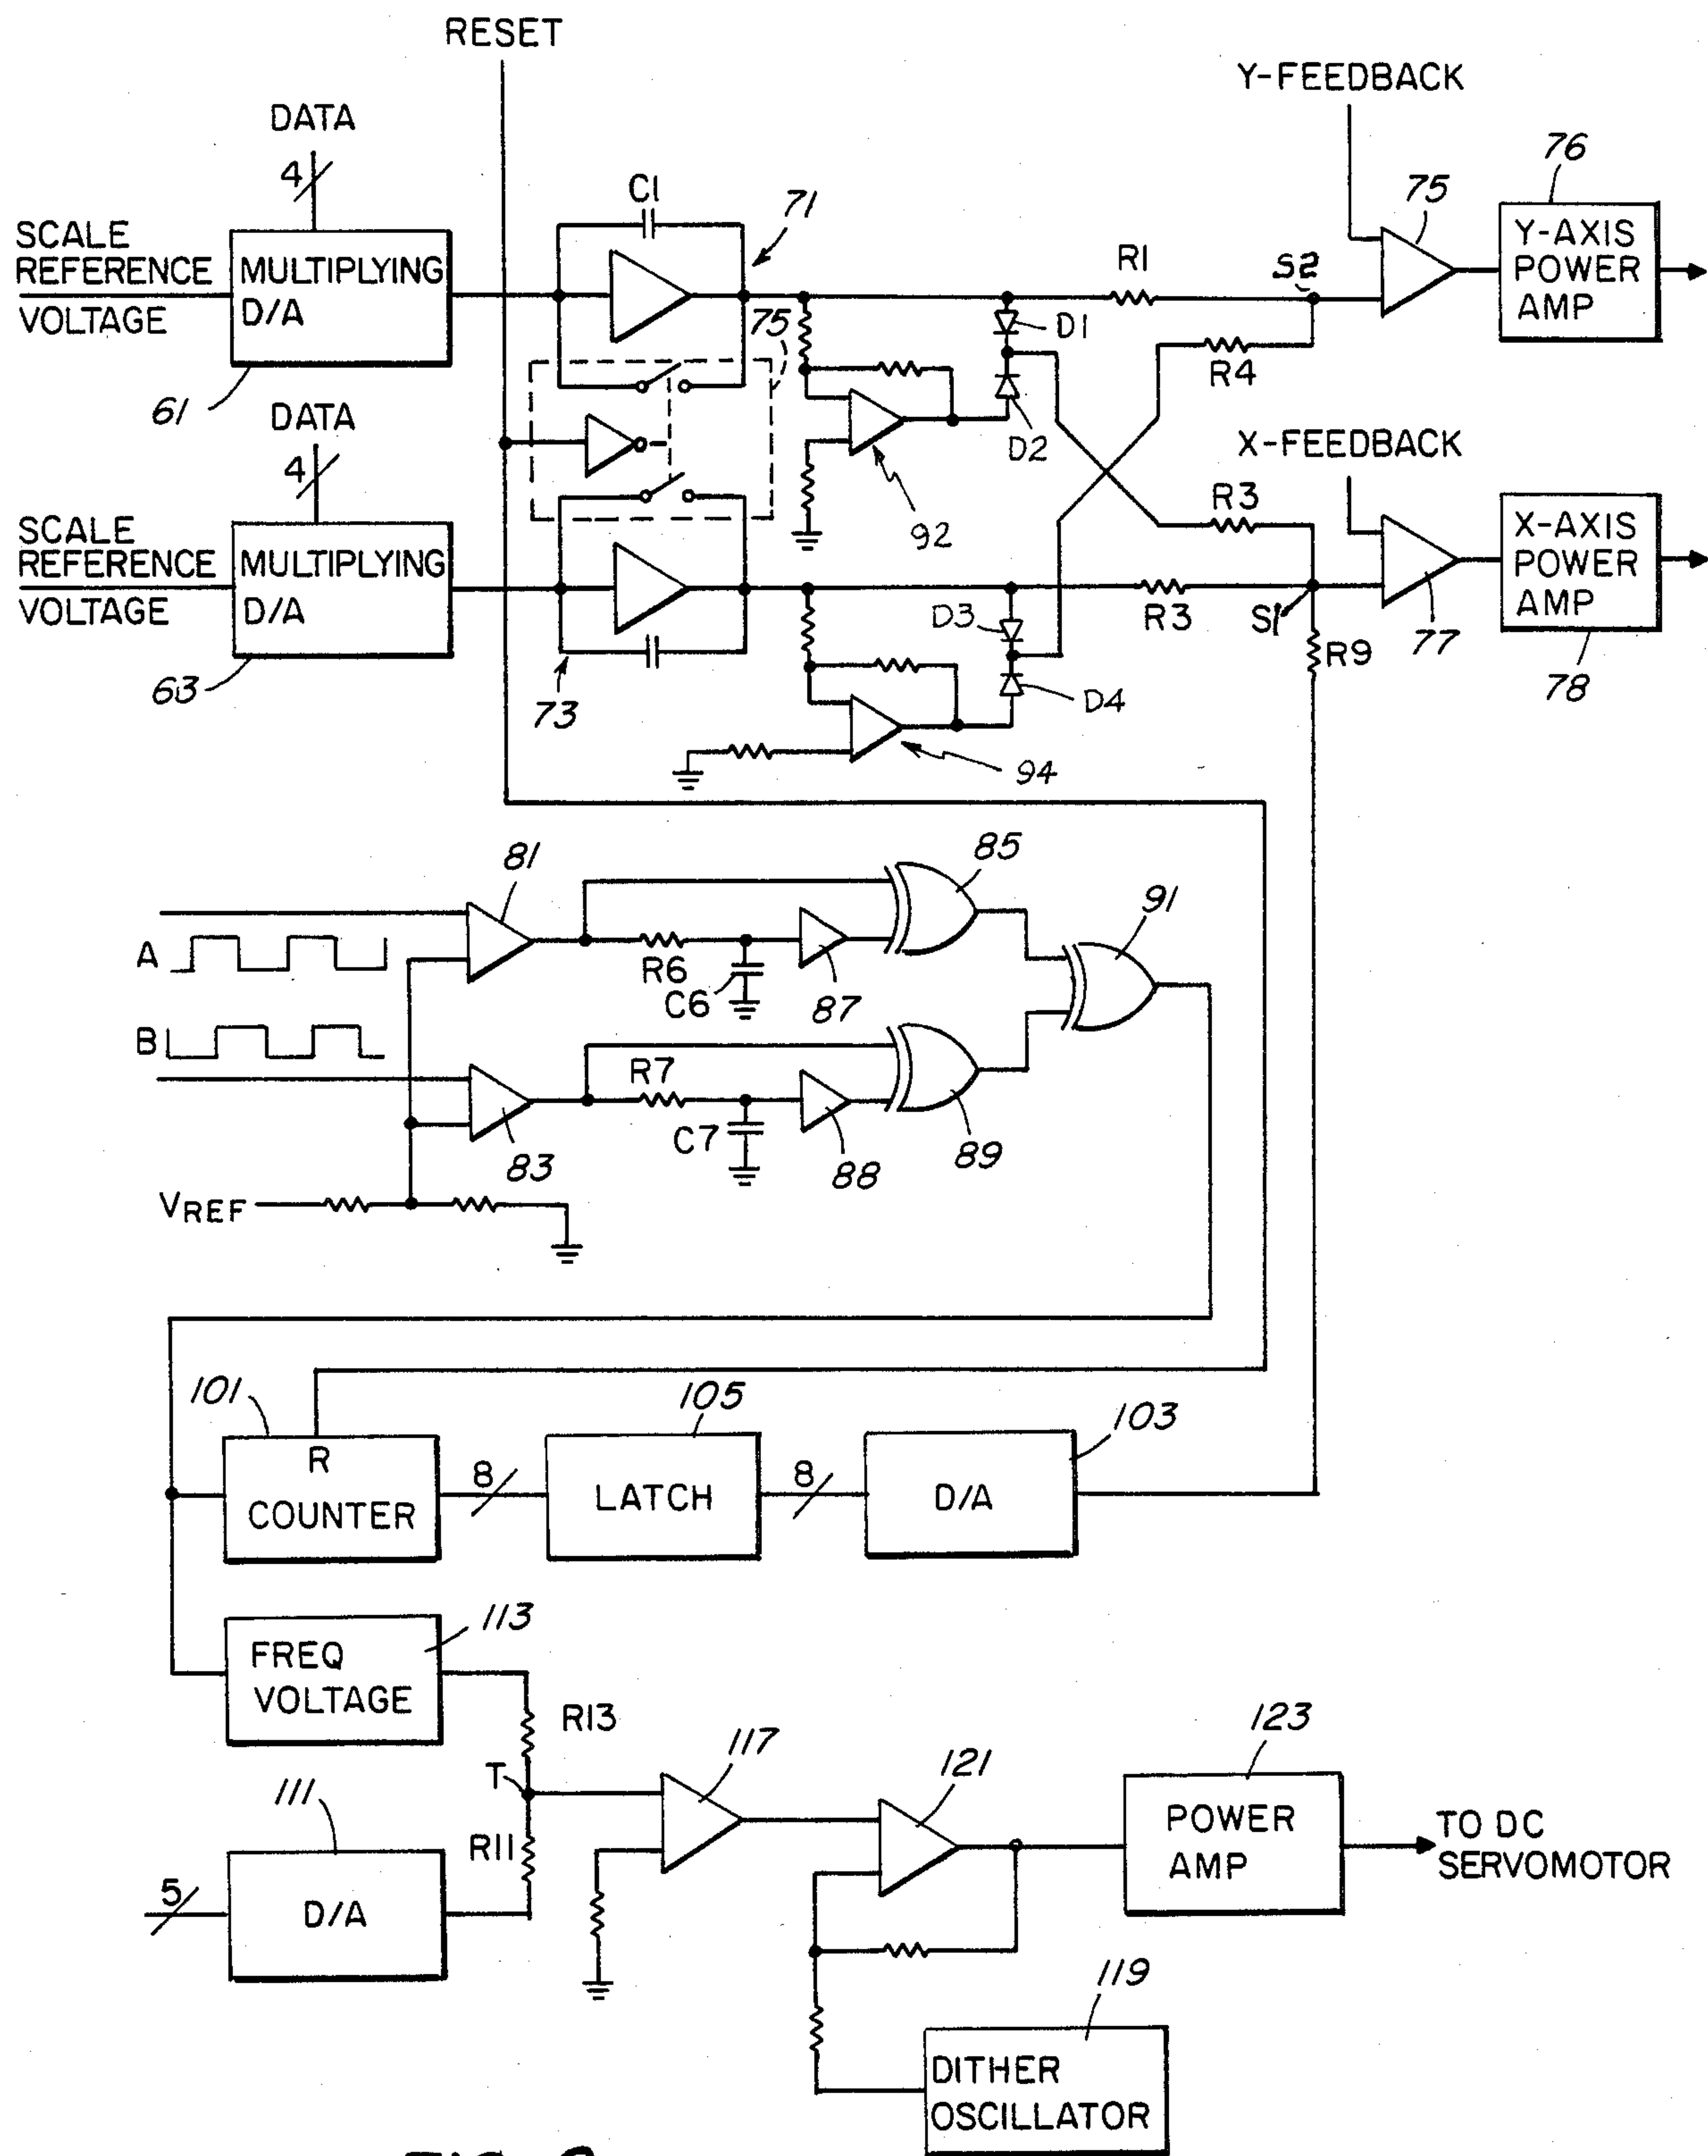 RESET
Y-FEEDBACK
DATA
4
76
C1
71
75
SCALE
REFERENCE
VOLTAGE
MULTIPLYING
D/A
R1
S2
Y-AXIS
POWER
AMP
75
D1
61
R4
DATA
D2
X-FEEDBACK
4
R3
92
SCALE
REFERENCE
VOLTAGE
MULTIPLYING
D/A
X-AXIS
POWER
AMP
D3
R3
S1
77
R9
63
73
D4
78
94
81
85
91
A
R6
C6
87
B
R7
C7
83
88
89
VREF
101
105
103
R
COUNTER
8
LATCH
8
D/A
113
FREQ
VOLTAGE
R13
123
117
T
121
111
POWER
AMP
TO DC
SERVOMOTOR
R11
5
D/A
119
DITHER
OSCILLATOR